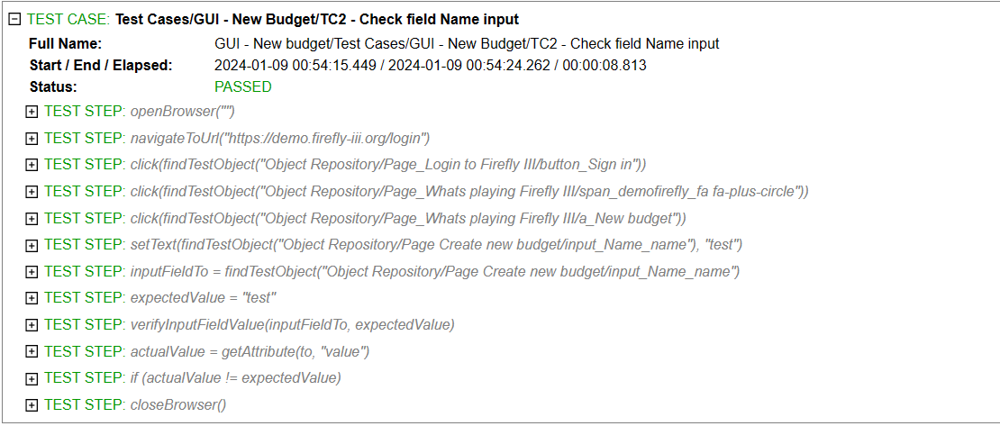 TEST CASE: Test Cases/GUI - New Budget/TC2 - Check field Name input
Full Name: GUI - New budget/Test Cases/GUI - New Budget/TC2 - Check field Name input
Start / End / Elapsed: 2024-01-09 00:54:15.449 / 2024-01-09 00:54:24.262 / 00:00:08.813
Status: PASSED
TEST STEP: openBrowser("")
TEST STEP: navigateToUrl("https://demo.firefly-iii.org/login")
TEST STEP: click(findTestObject("Object Repository/Page_Login to Firefly III/button_Sign in"))
TEST STEP: click(findTestObject("Object Repository/Page_Whats playing Firefly III/span_demofirefly_fa fa-plus-circle"))
TEST STEP: click(findTestObject("Object Repository/Page_Whats playing Firefly III/a_New budget"))
TEST STEP: setText(findTestObject("Object Repository/Page Create new budget/input_Name_name"), "test")
TEST STEP: inputFieldTo = findTestObject("Object Repository/Page Create new budget/input_Name_name")
TEST STEP: expectedValue = "test"
TEST STEP: verifyInputFieldValue(inputFieldTo, expectedValue)
TEST STEP: actualValue = getAttribute(to, "value")
TEST STEP: if (actualValue != expectedValue)
TEST STEP: closeBrowser()